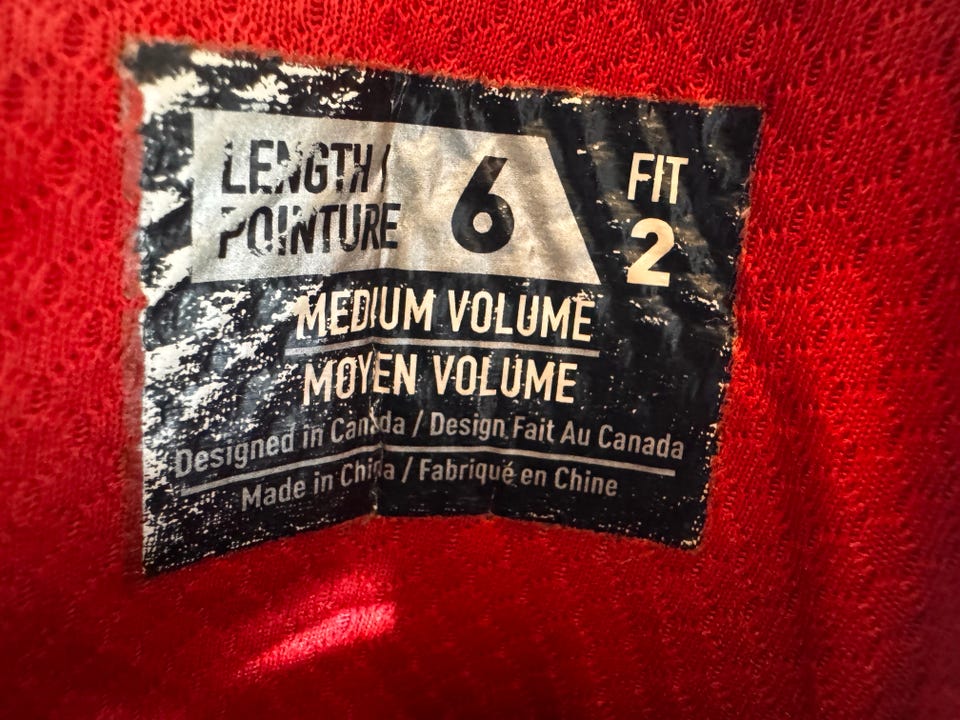 LENGTH /
POINTURE
6
FIT
2
MEDIUM VOLUME
MOYEN VOLUME
Designed in Canada / Design Fait Au Canada
Made in China / Fabriqué en Chine